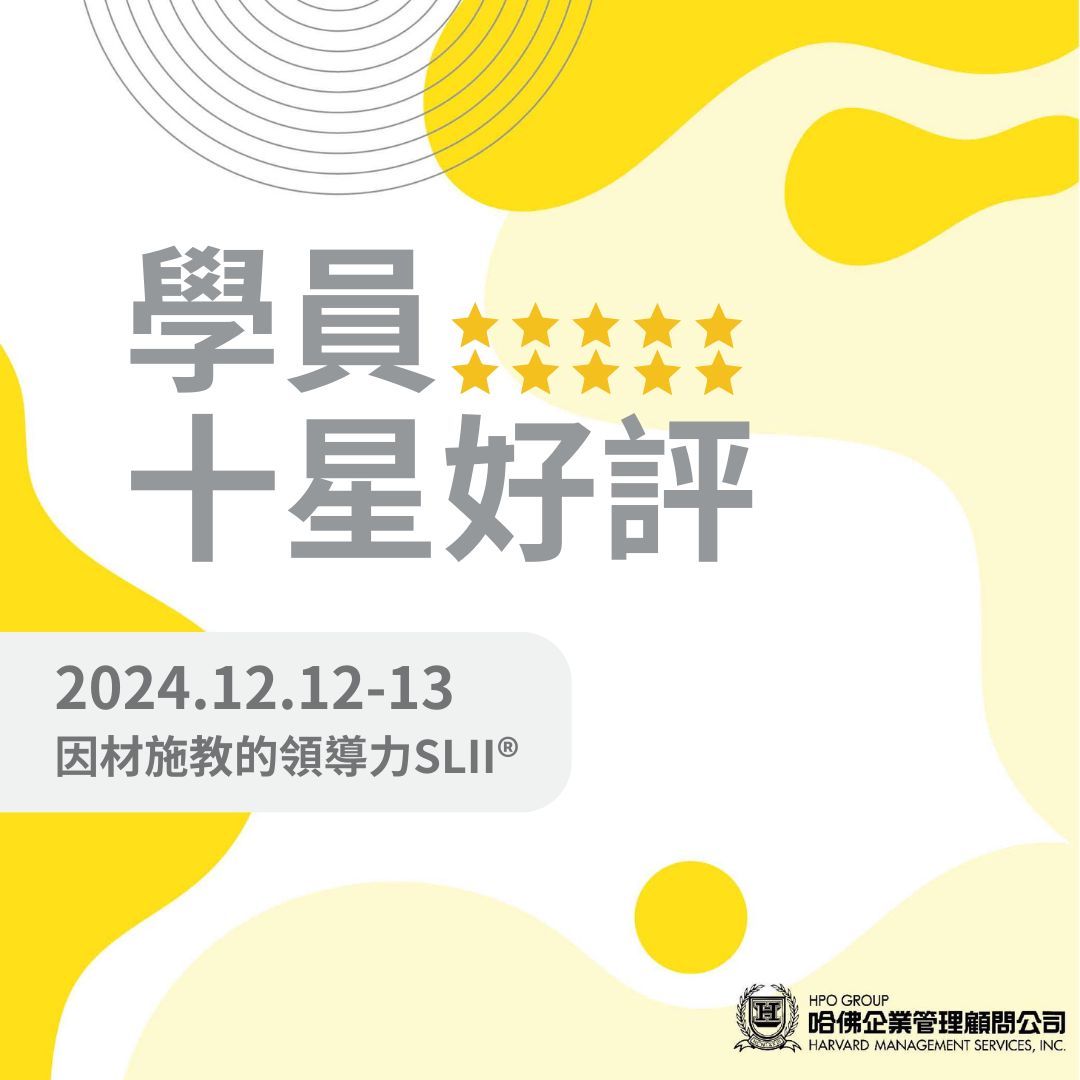 學員
十星好評
2024.12.12-13
因材施教的領導力SLII®
HPO GROUP
哈佛企業管理顧問公司
HARVARD MANAGEMENT SERVICES, INC.